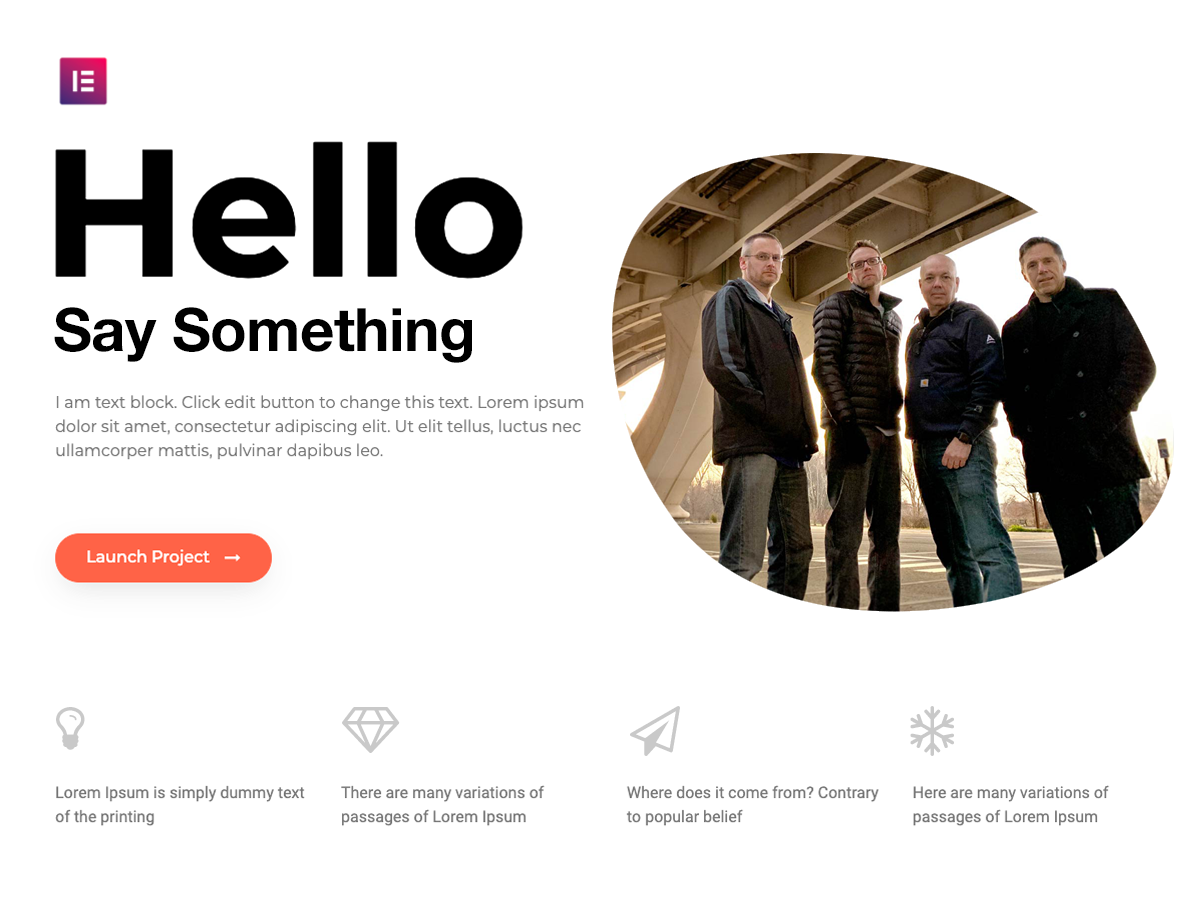 Hello
Say Something
I am text block. Click edit button to change this text. Lorem ipsum
dolor sit amet, consectetur adipiscing elit. Ut elit tellus, luctus nec
ullamcorper mattis, pulvinar dapibus leo.
Launch Project
Lorem Ipsum is simply dummy text
of the printing
There are many variations of
passages of Lorem Ipsum
Where does it come from? Contrary
to popular belief
Here are many variations of
passages of Lorem Ipsum